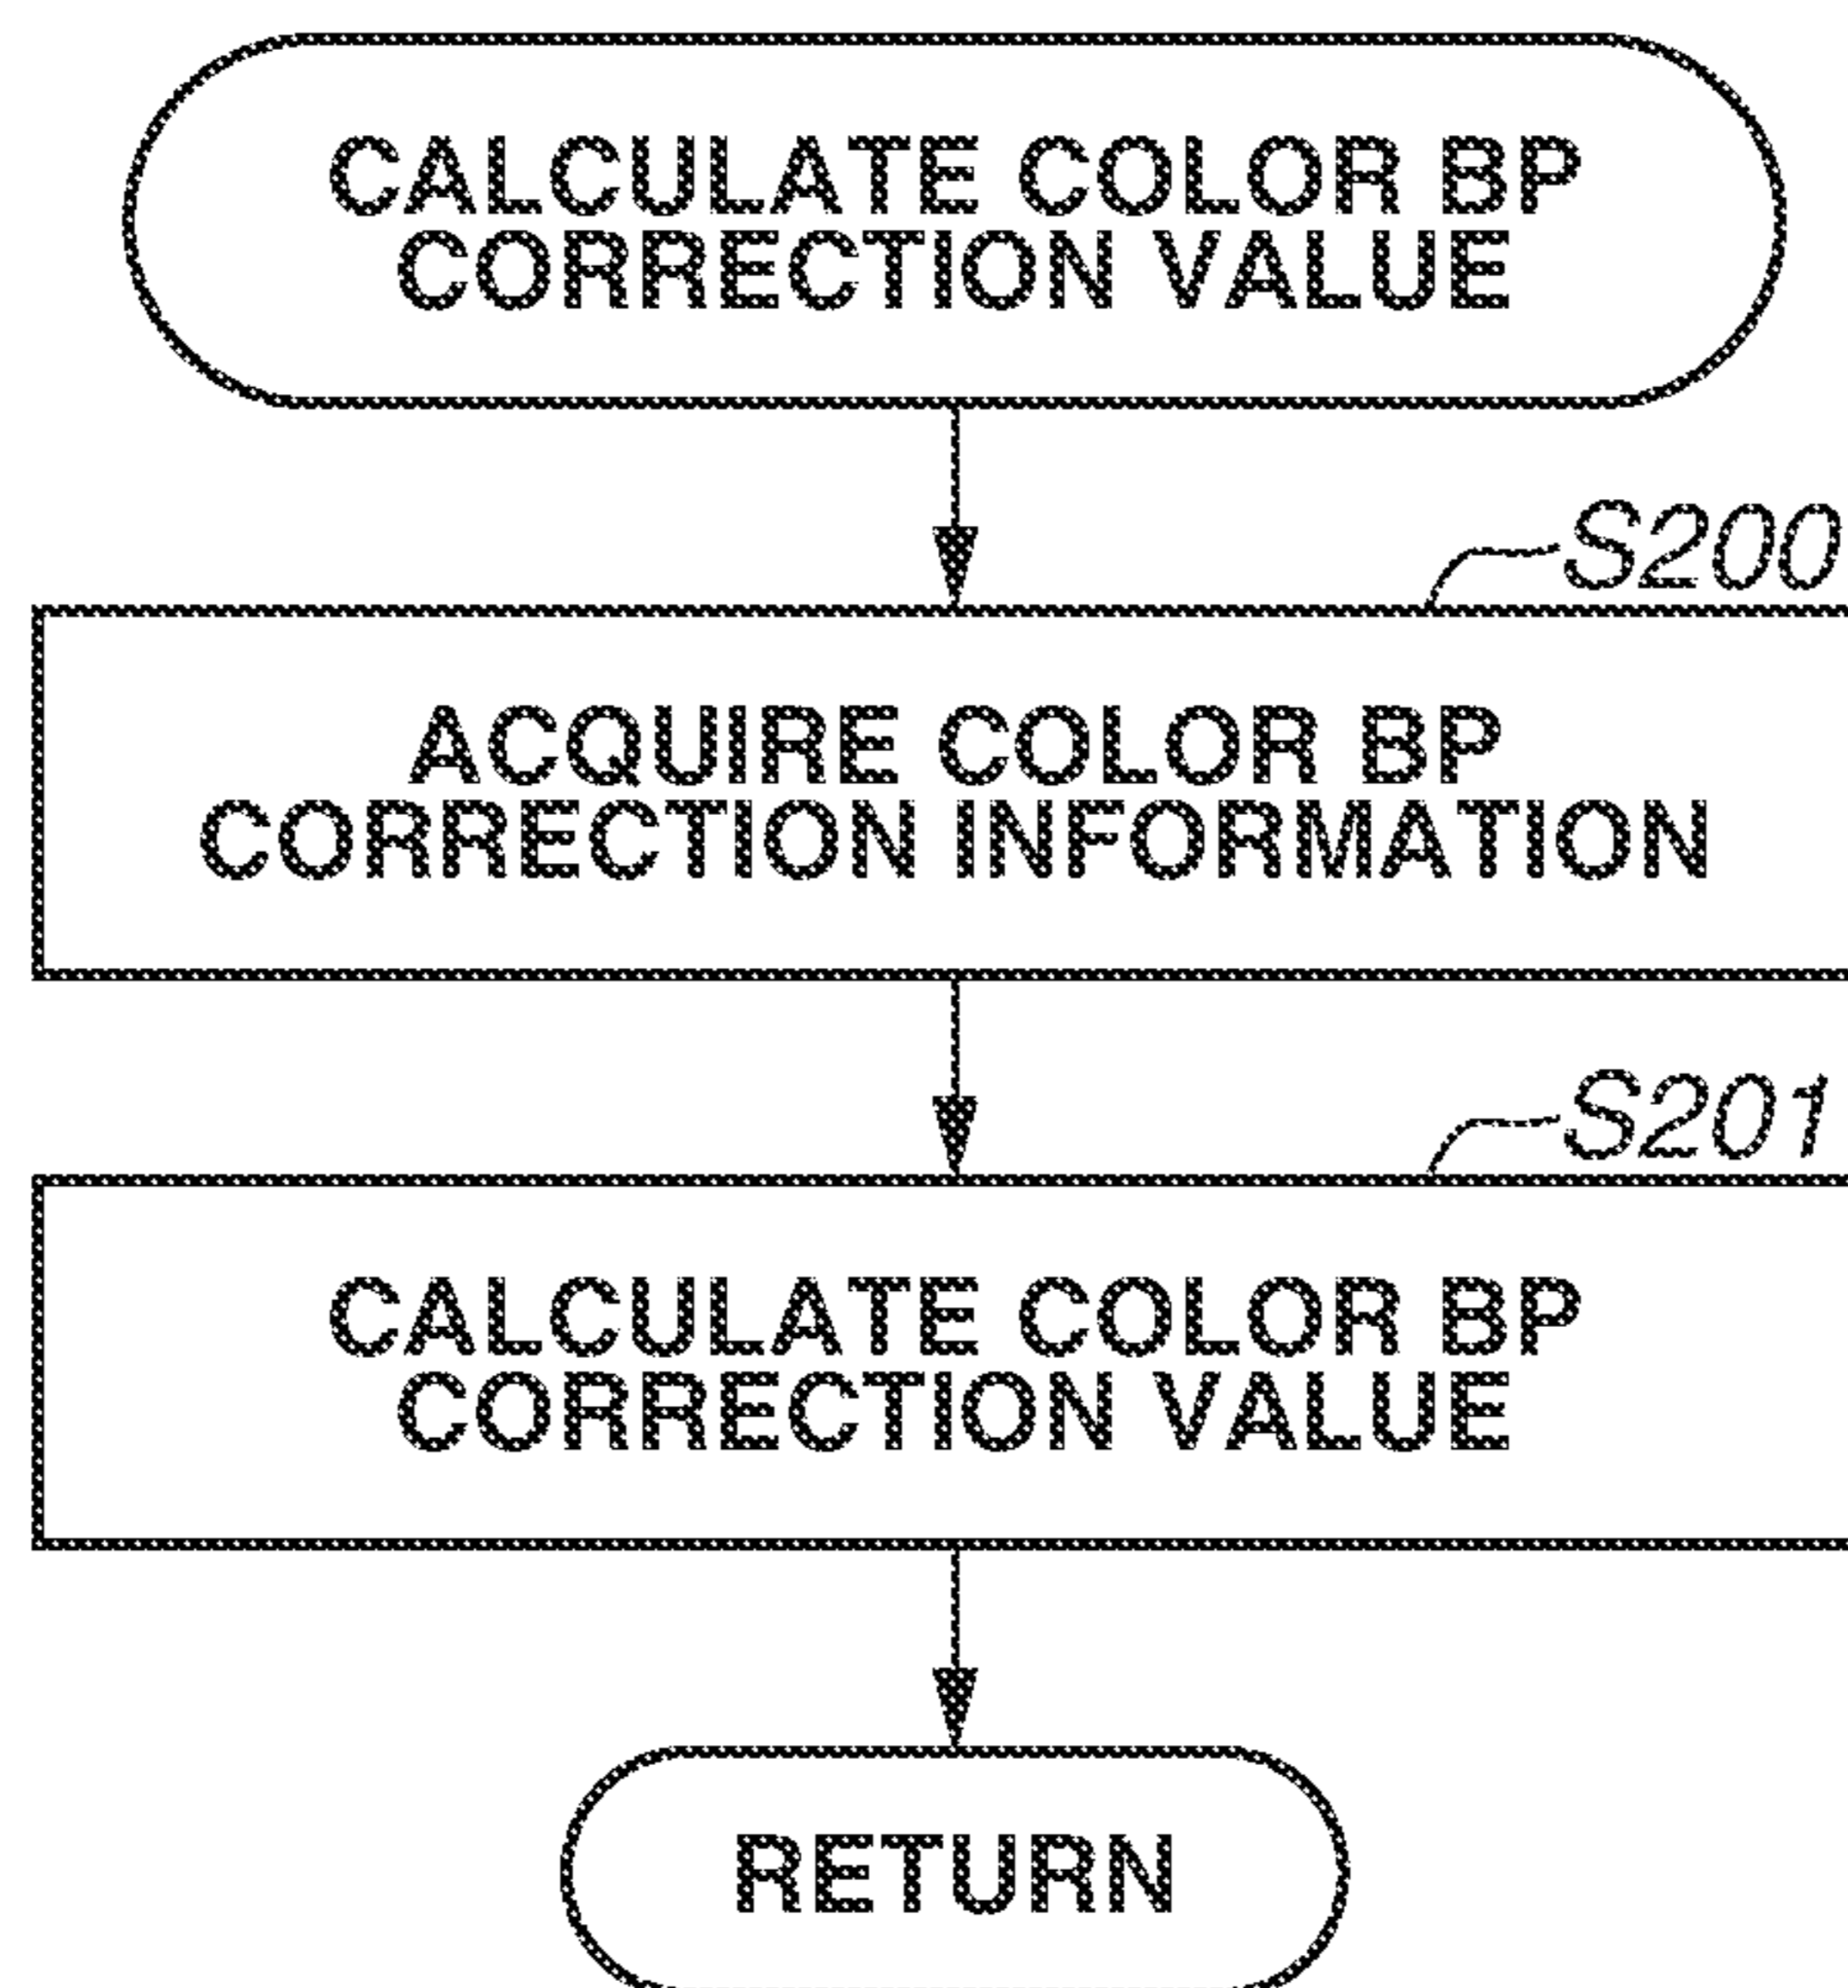 CALCULATE COLOR BP
CORRECTION VALUE
S200
ACQUIRE COLOR BP
CORRECTION INFORMATION
S201
CALCULATE COLOR BP
CORRECTION VALUE
RETURN